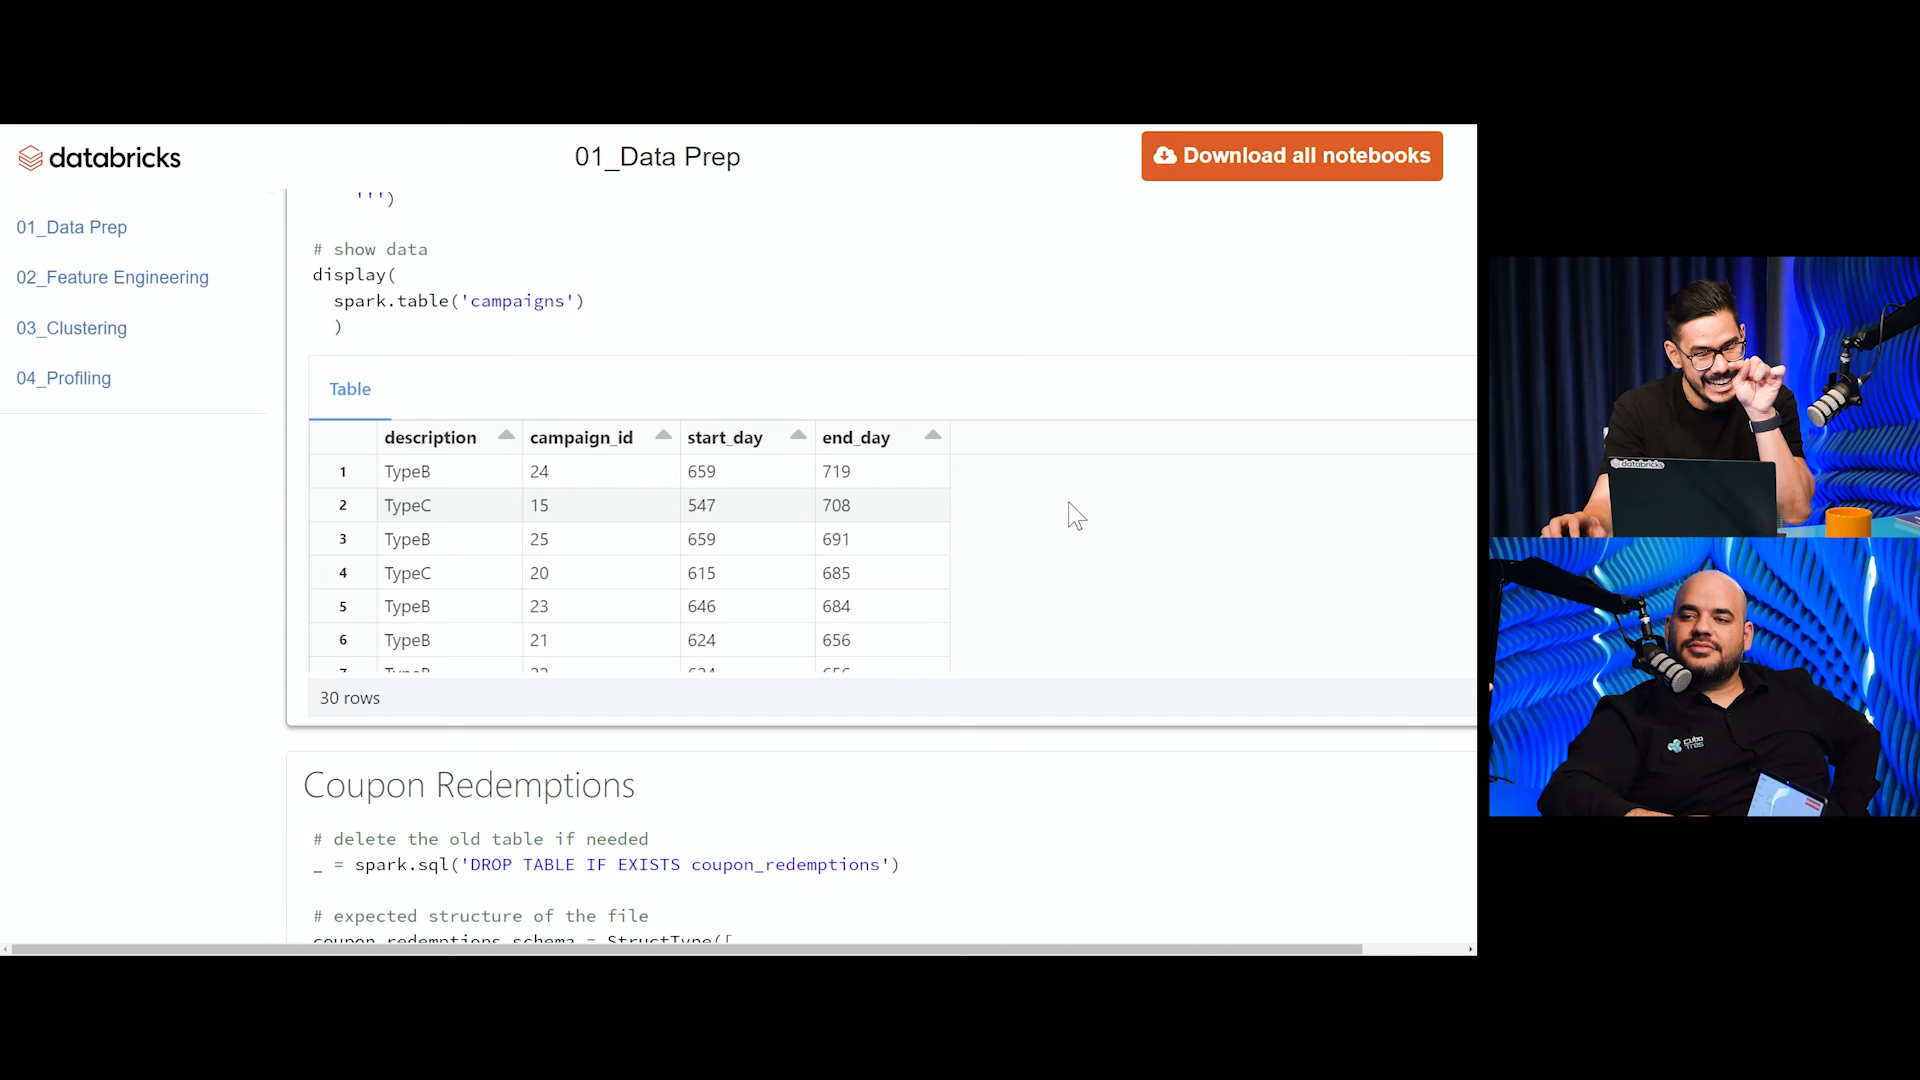 databricks
01_Data Prep
Download all notebooks
01_Data Prep
02_Feature Engineering
03_Clustering
04_Profiling
''')
# show data
display(
spark.table('campaigns')
)
Table
description campaign_id start_day end_day
1 TypeB 24 659 719
2 TypeC 15 547 708
3 TypeB 25 659 691
4 TypeC 20 615 685
5 TypeB 23 646 684
6 TypeB 21 624 656
30 rows
Coupon Redemptions
# delete the old table if needed
_ = spark.sql('DROP TABLE IF EXISTS coupon_redemptions')
# expected structure of the file
coupon_redemptions_schema = StructType([
databricks
Cubo
Três